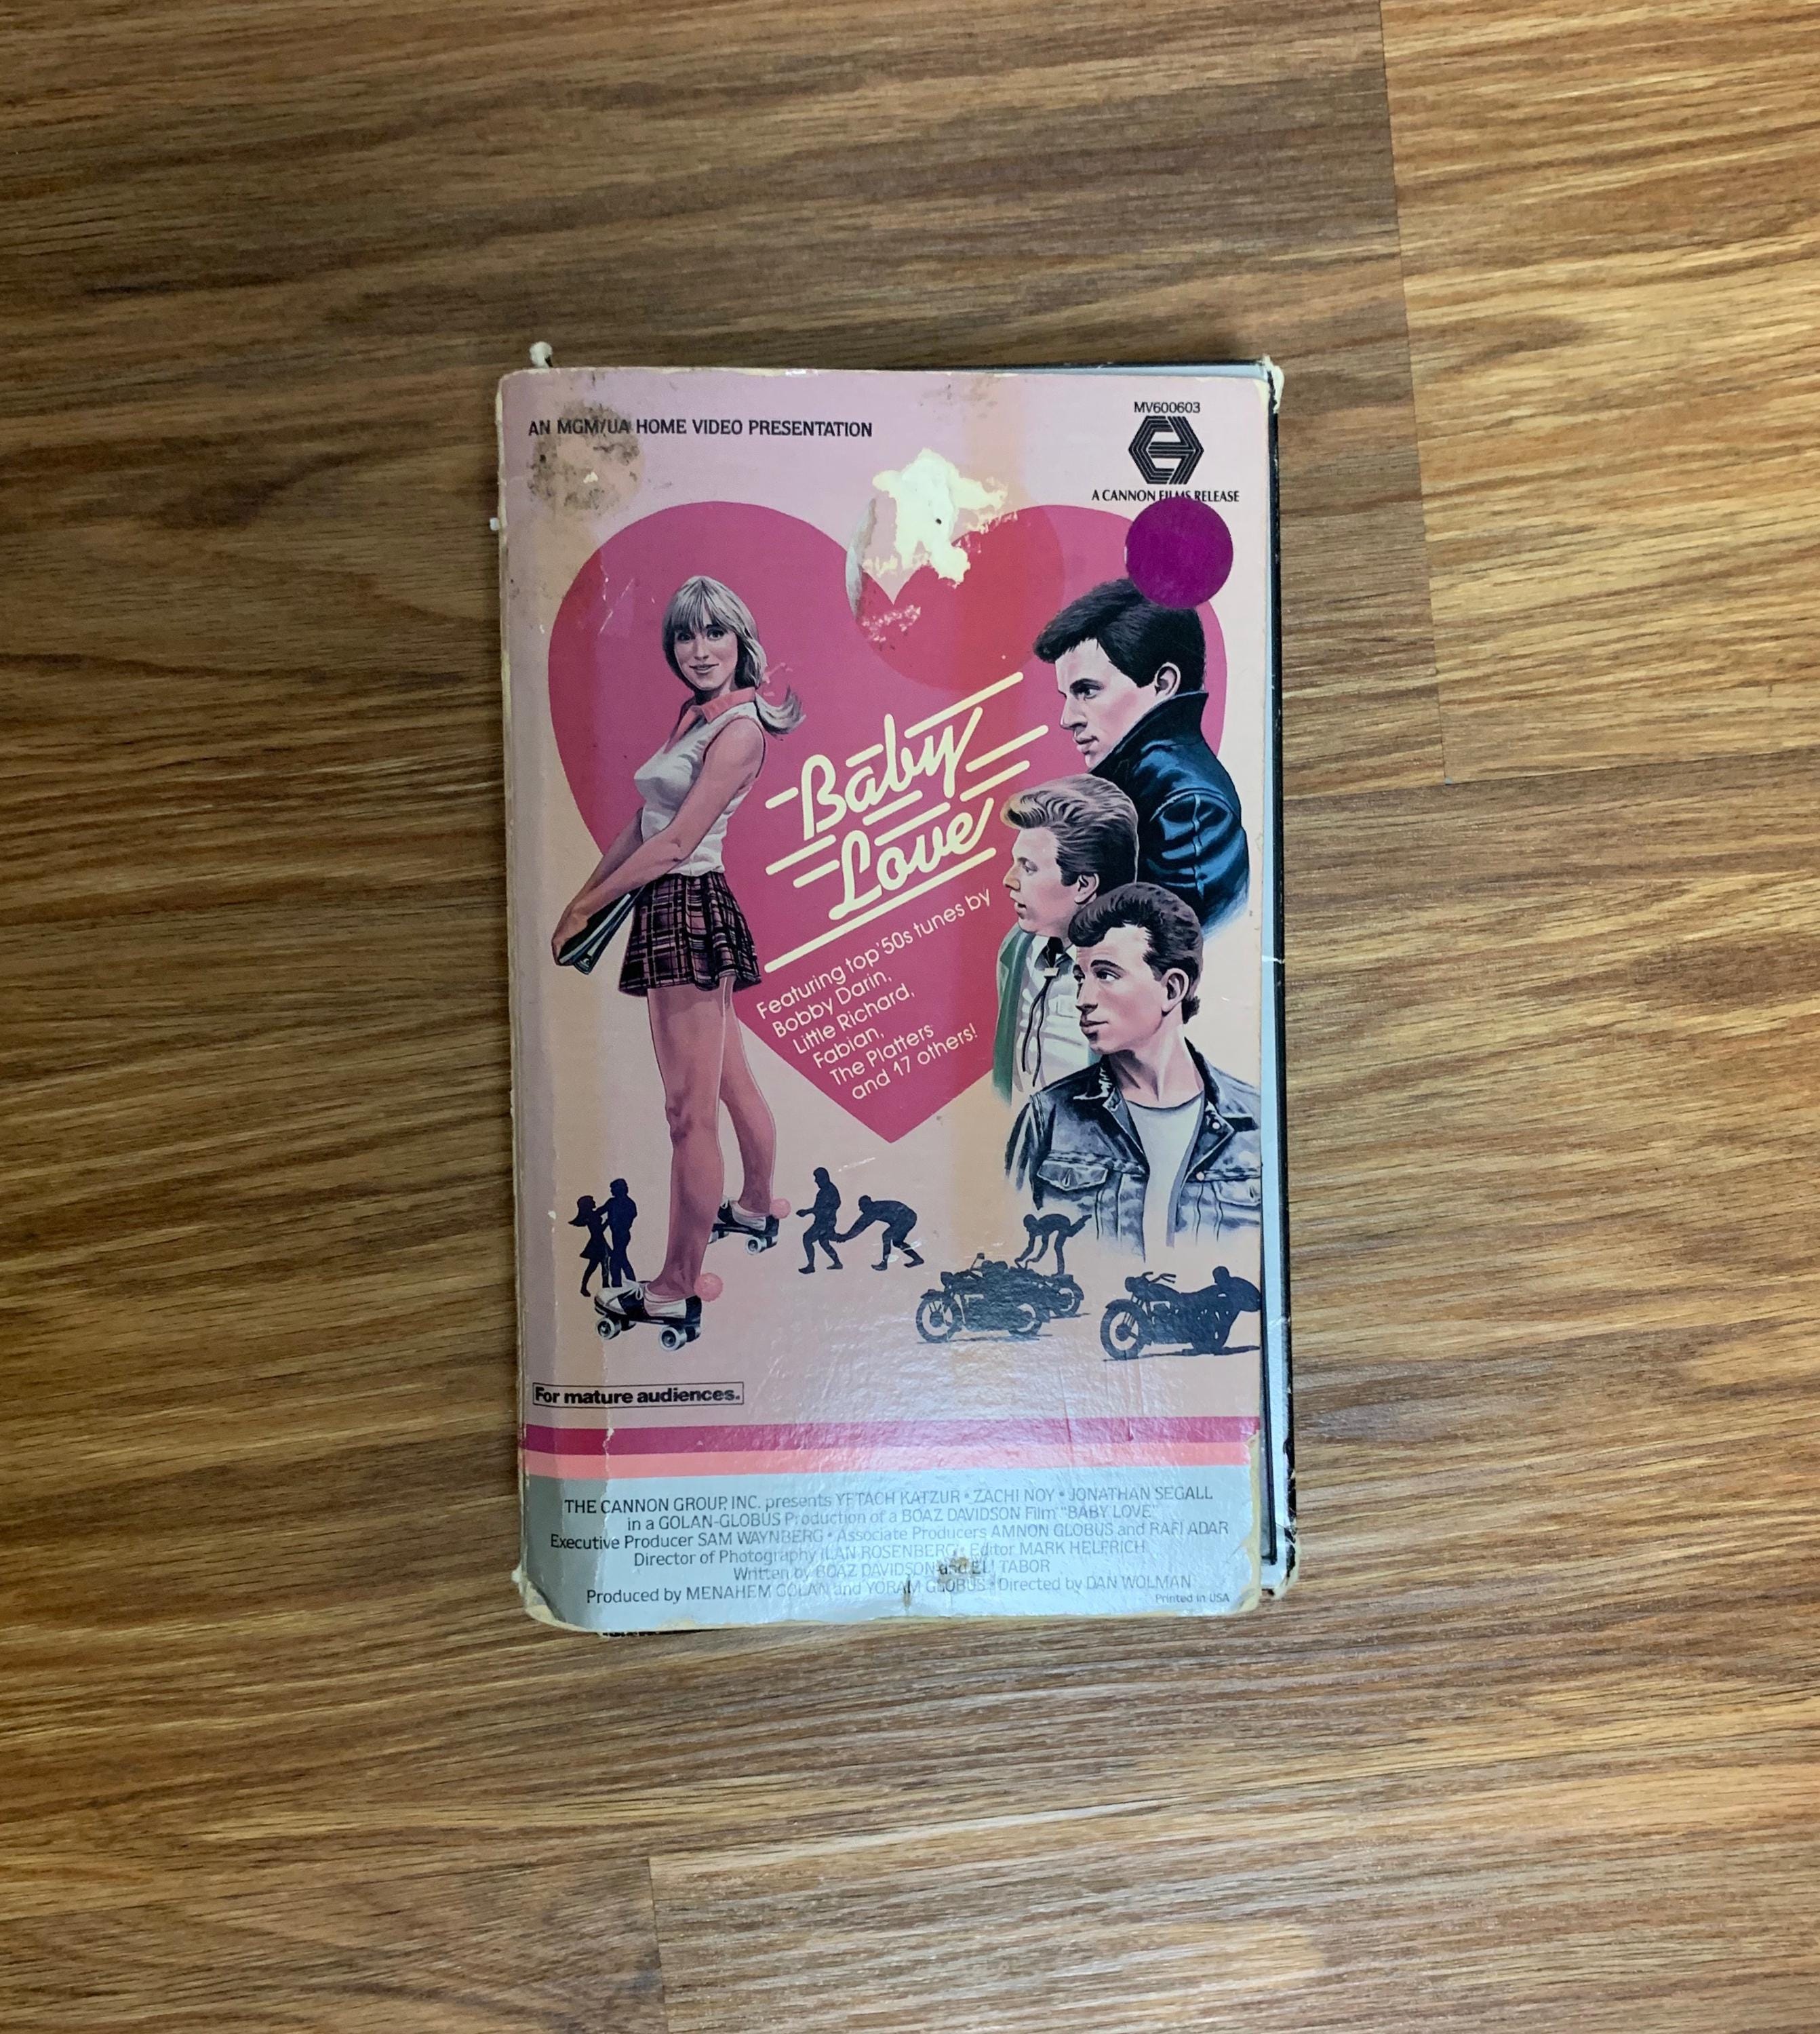 AN MGM/UA HOME VIDEO PRESENTATION
MV600603
A CANNON FILMS RELEASE
Baby
Love
Featuring top '50s tunes by
Bobby Darin,
Little Richard,
Fabian,
The Platters
and 17 others!
For mature audiences.
THE CANNON GROUP, INC. presents YFTACH KATZUR • ZACHI NOY • JONATHAN SEGALL
in a GOLAN-GLOBUS Production of a BOAZ DAVIDSON Film "BABY LOVE"
Executive Producer SAM WAYNBERG • Associate Producers AMNON GLOBUS and RAFI ADAR
Director of Photography ILAN ROSENBERG • Editor MARK HELFRICH
Written by BOAZ DAVIDSON and ELI TABOR
Produced by MENAHEM GOLAN and YORAM GLOBUS • Directed by DAN WOLMAN
Printed in USA